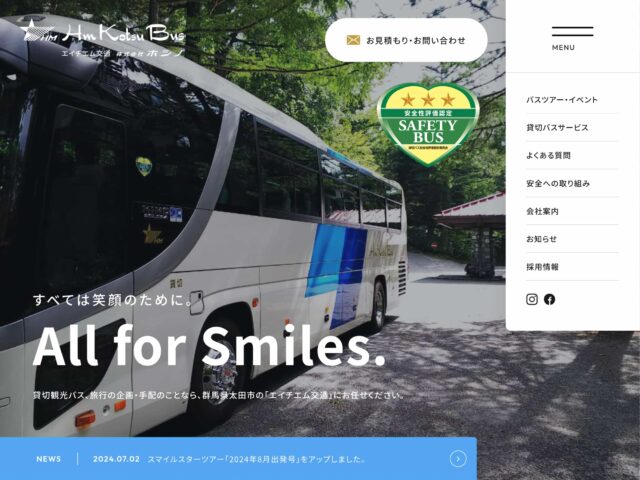 Hm Kotsu Bus
エイチエム交通 株式会社 ホシノ
お見積もり・お問い合わせ
MENU
安全性評価認定
SAFETY
BUS
バスツアー・イベント
貸切バスサービス
よくある質問
安全への取り組み
会社案内
お知らせ
採用情報
貸切
すべては笑顔のために。
All for Smiles.
貸切観光バス、旅行の企画・手配のことなら、群馬県太田市の「エイチエム交通」にお任せください。
NEWS
2024.07.02 スマイルスターツアー「2024年8月出発号」をアップしました。